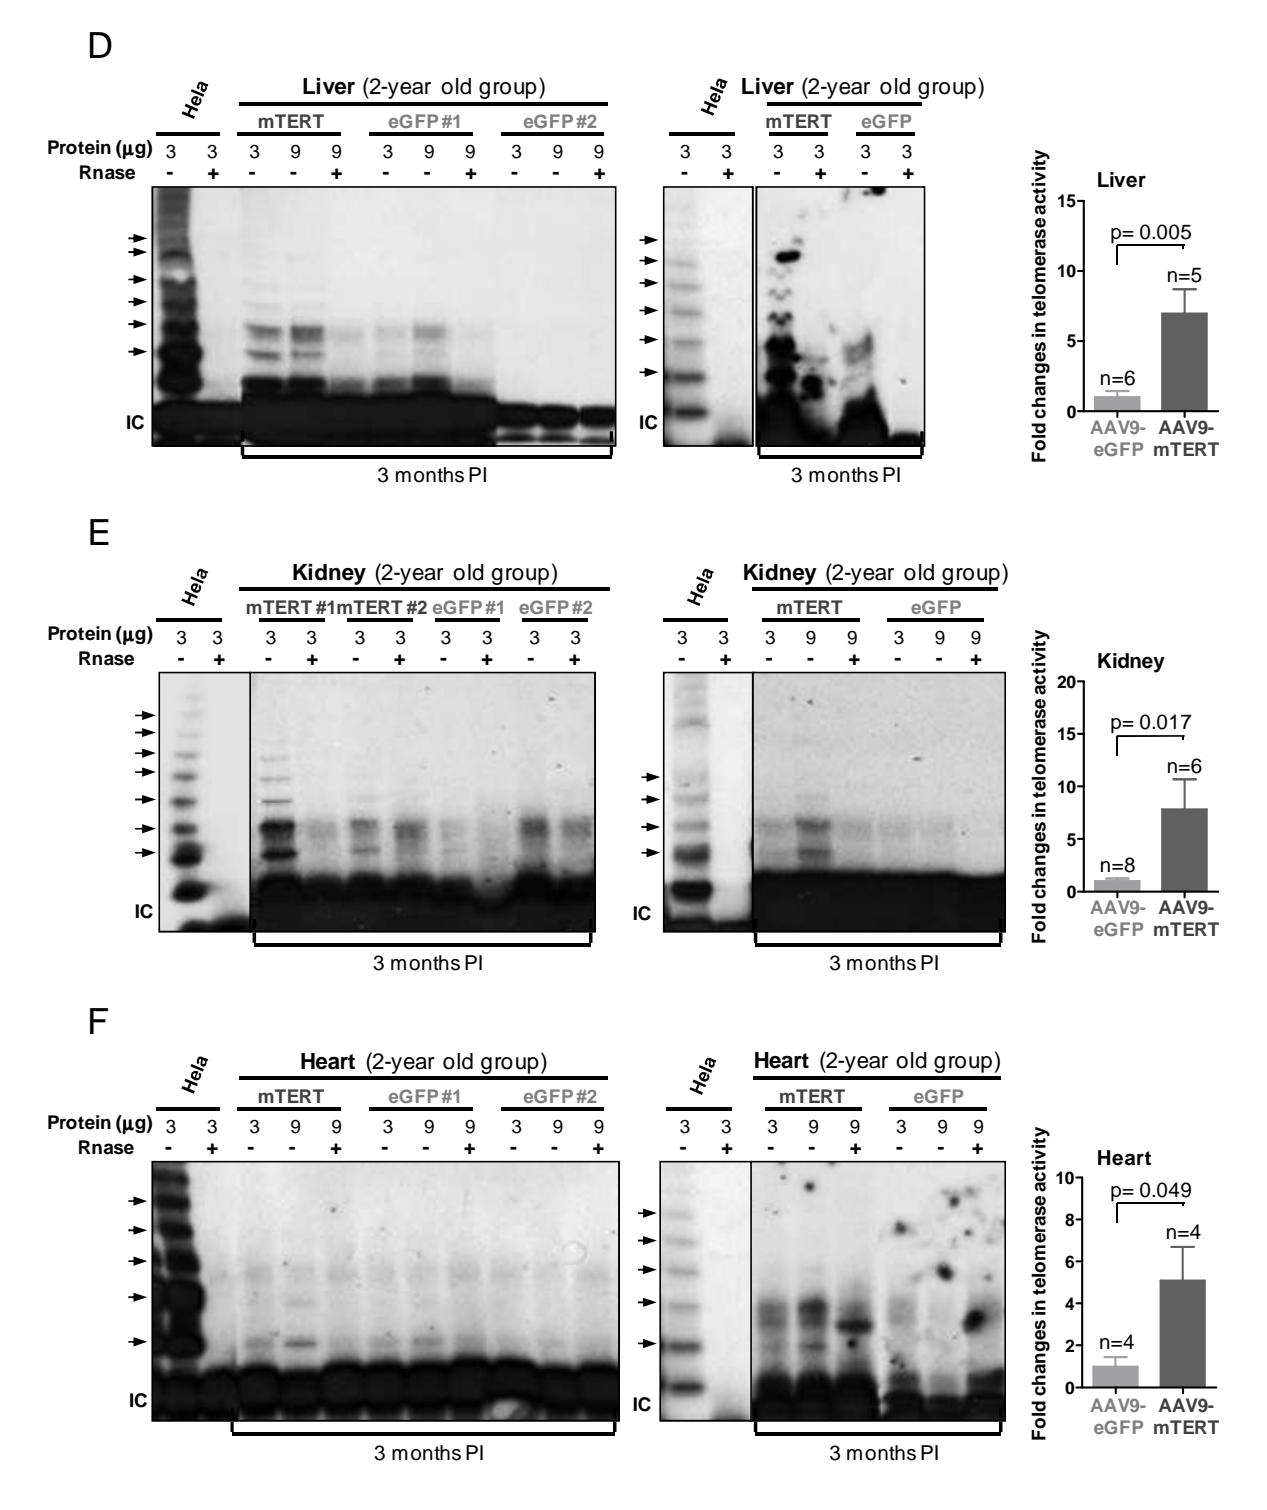 D
Hela
Liver (2-year old group)
mTERT eGFP #1 eGFP #2
Protein (µg) 3 3 3 9 9 3 9 9 3 9 9
Rnase - + - - + - - + - - +
IC
3 months PI
Hela
Liver (2-year old group)
mTERT eGFP
3 3 3 3 3 3
- + - + - +
IC
3 months PI
Liver
Fold changes in telomerase activity
15
10
5
0
p= 0.005
n=6
n=5
AAV9-eGFP
AAV9-mTERT
E
Hela
Kidney (2-year old group)
mTERT #1 mTERT #2 eGFP #1 eGFP #2
Protein (µg) 3 3 3 3 3 3 3 3 3 3
Rnase - + - + - + - + - +
IC
3 months PI
Hela
Kidney (2-year old group)
mTERT eGFP
3 3 3 9 9 3 9 9
- + - - + - - +
IC
3 months PI
Kidney
Fold changes in telomerase activity
20
15
10
5
0
p= 0.017
n=8
n=6
AAV9-eGFP
AAV9-mTERT
F
Hela
Heart (2-year old group)
mTERT eGFP #1 eGFP #2
Protein (µg) 3 3 3 9 9 3 9 9 3 9 9
Rnase - + - - + - - + - - +
IC
3 months PI
Hela
Heart (2-year old group)
mTERT eGFP
3 3 3 9 9 3 9 9
- + - - + - - +
IC
3 months PI
Heart
Fold changes in telomerase activity
10
8
6
4
2
0
p= 0.049
n=4
n=4
AAV9-eGFP
AAV9-mTERT